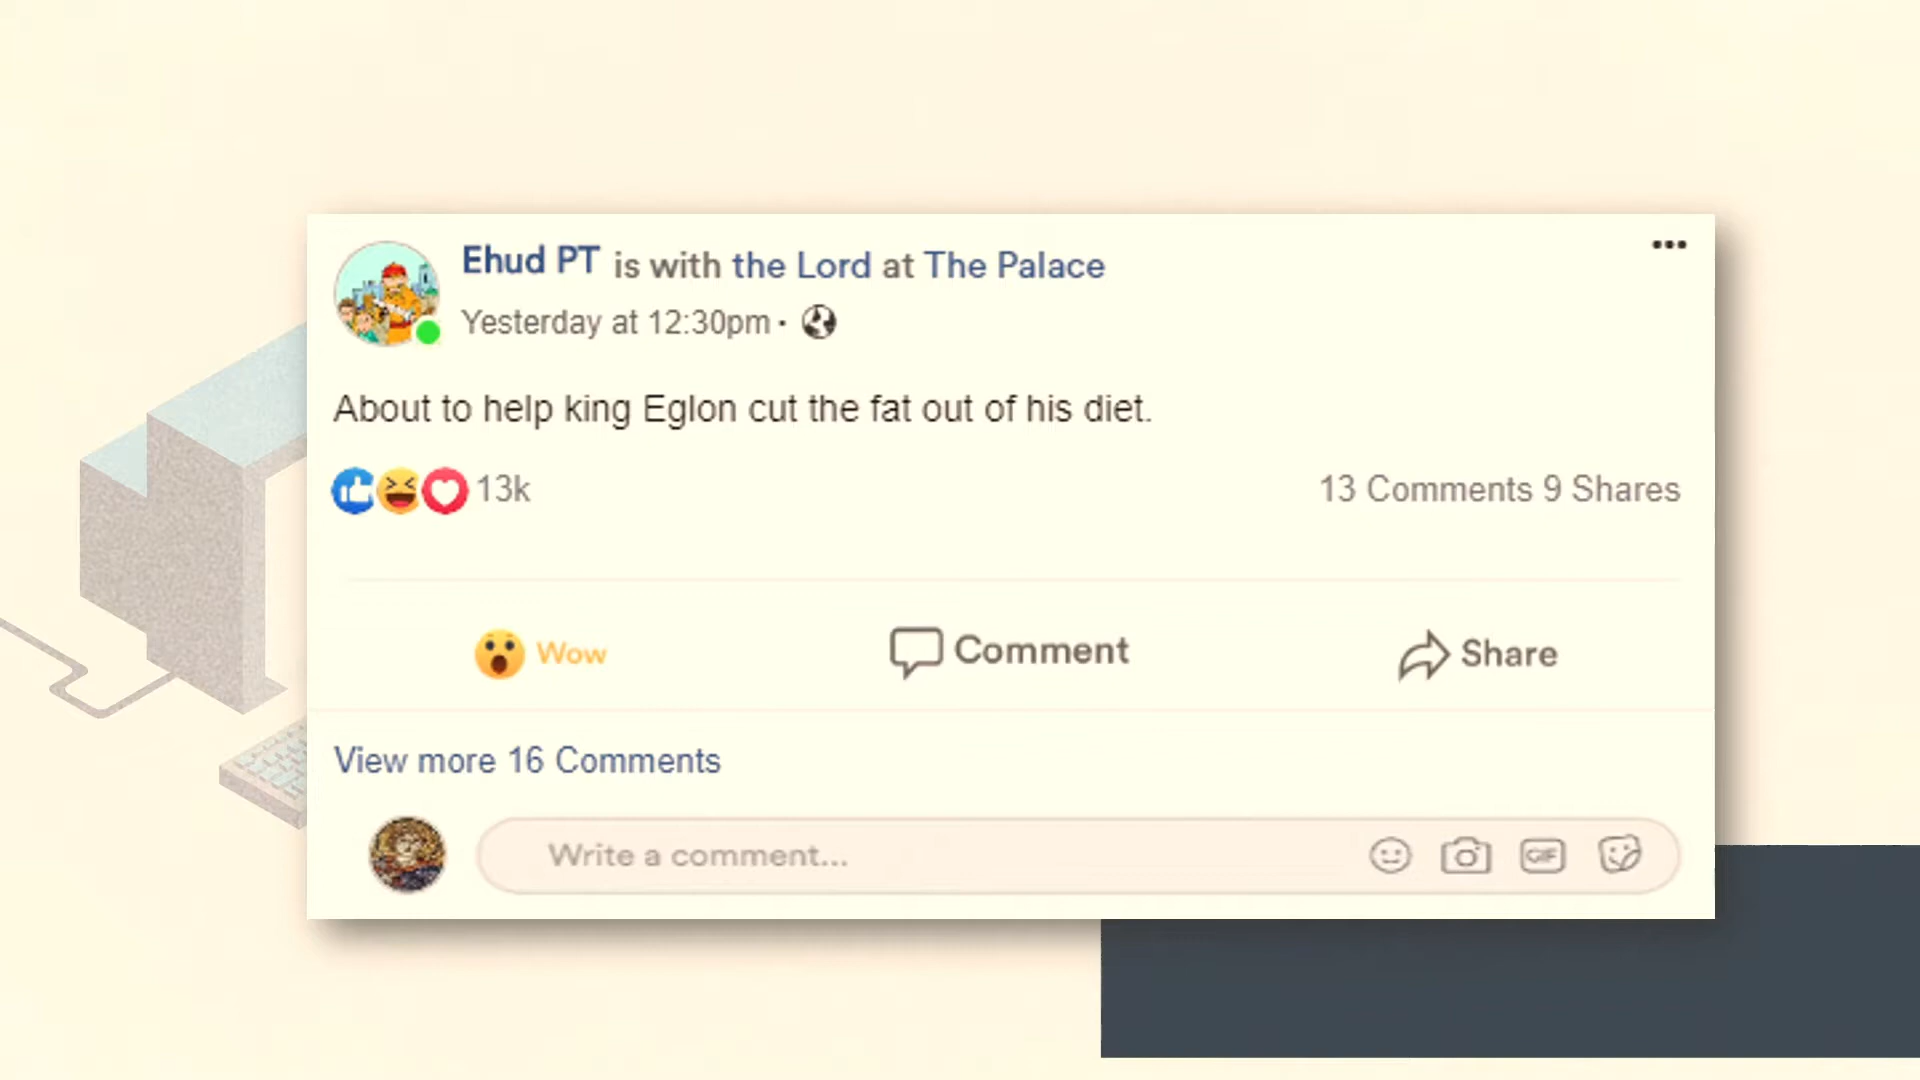 Ehud PT is with the Lord at The Palace
Yesterday at 12:30pm ·
About to help king Eglon cut the fat out of his diet.
13k
13 Comments 9 Shares
Wow
Comment
Share
View more 16 Comments
Write a comment...
GIF